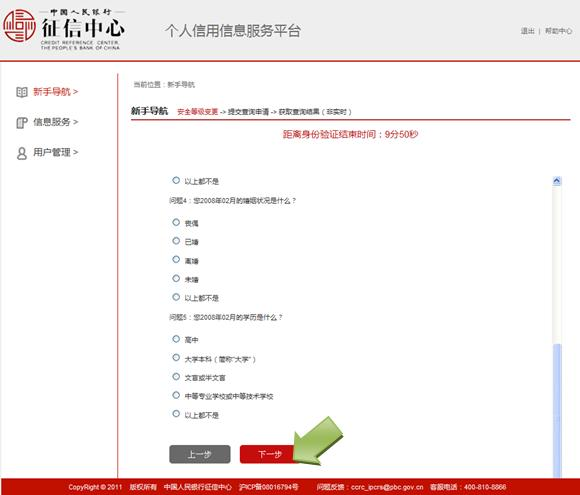 中国人民银行
征信中心
CREDIT REFERENCE CENTER,
THE PEOPLE'S BANK OF CHINA
个人信用信息服务平台
退出 | 帮助中心
当前位置：新手导航
新手导航 >
信息服务 >
用户管理 >
新手导航 安全等级变更 -> 提交查询申请 -> 获取查询结果（非实时）
距离身份验证结束时间：9分50秒
以上都不是
问题4：您2008年02月的婚姻状况是什么？
丧偶
已婚
离婚
未婚
以上都不是
问题5：您2008年02月的学历是什么？
高中
大学本科（简称"大学"）
文盲或半文盲
中等专业学校或中等技术学校
以上都不是
上一步 下一步
CopyRight © 2011 版权所有 中国人民银行征信中心 沪ICP备08016794号 问题反馈：ccrc_ipcrs@pbc.gov.cn 客服电话：400-810-8866